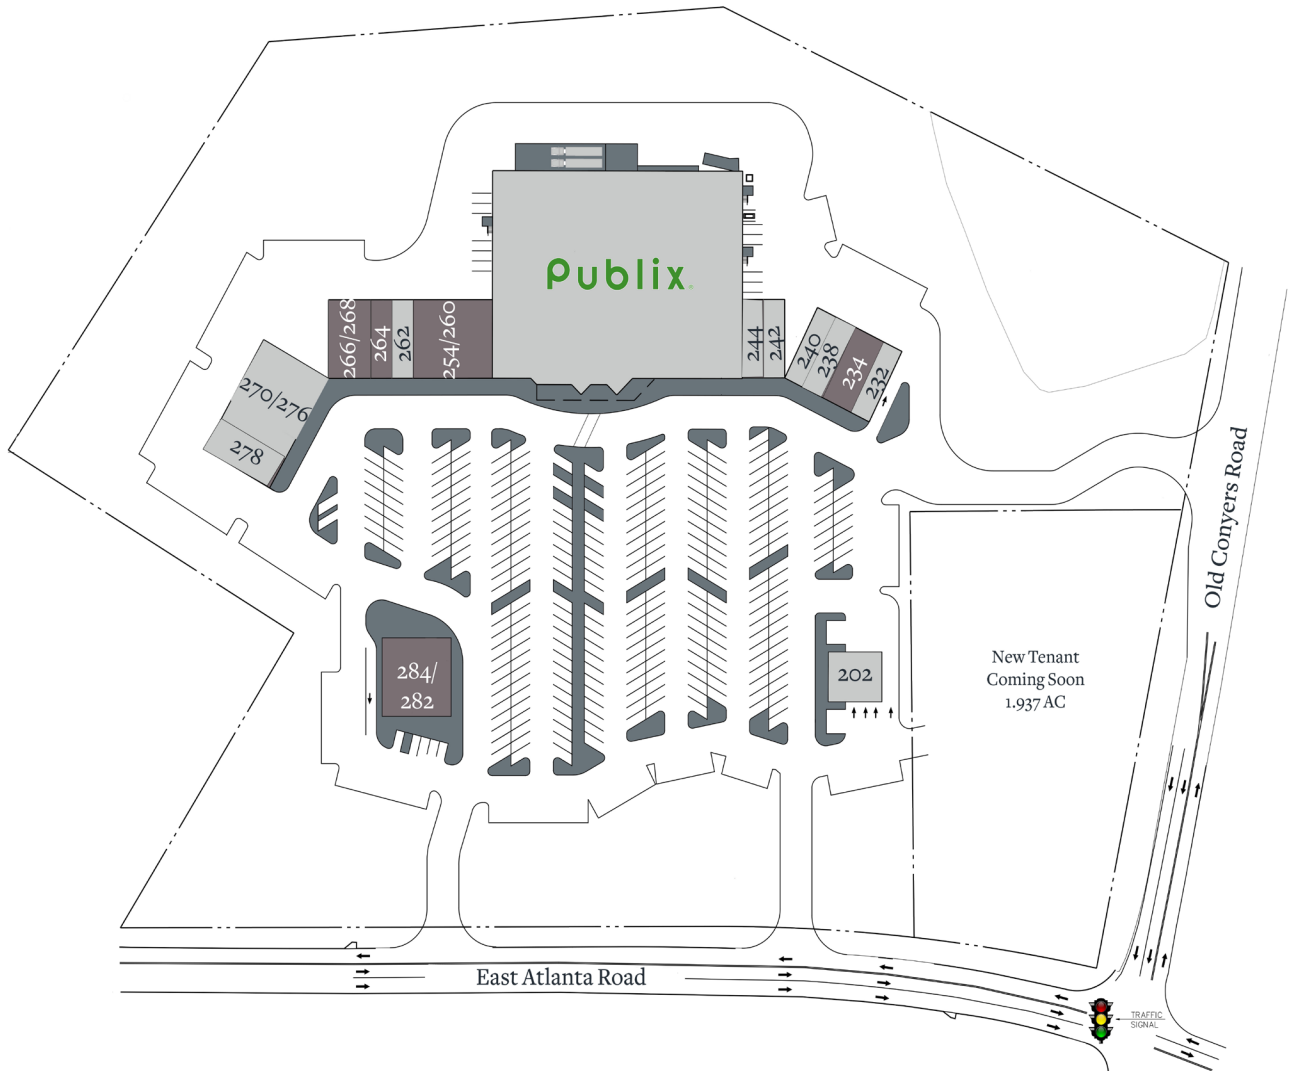 Publix
266/268
264
262
254/260
244
242
240
238
234
232
270/276
278
284/
282
202
New Tenant
Coming Soon
1.937 AC
Old Conyers Road
East Atlanta Road
TRAFFIC
SIGNAL